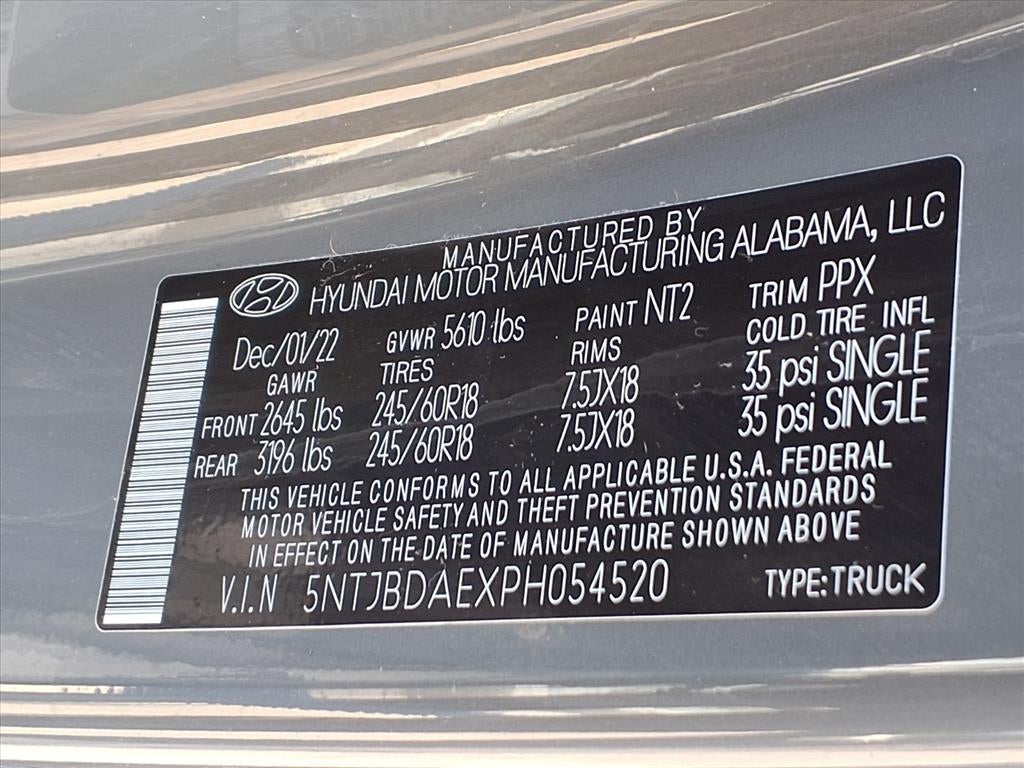 MANUFACTURED BY
HYUNDAI MOTOR MANUFACTURING ALABAMA, LLC
Dec/01/22 GVWR 5610 lbs PAINT NT2 TRIM PPX
GAWR TIRES RIMS COLD TIRE INFL
FRONT 2645 lbs 245/60R18 7.5JX18 35 psi SINGLE
REAR 3196 lbs 245/60R18 7.5JX18 35 psi SINGLE
THIS VEHICLE CONFORMS TO ALL APPLICABLE U.S.A. FEDERAL
MOTOR VEHICLE SAFETY AND THEFT PREVENTION STANDARDS
IN EFFECT ON THE DATE OF MANUFACTURE SHOWN ABOVE
V.I.N 5NTJBDAEXPH054520 TYPE:TRUCK